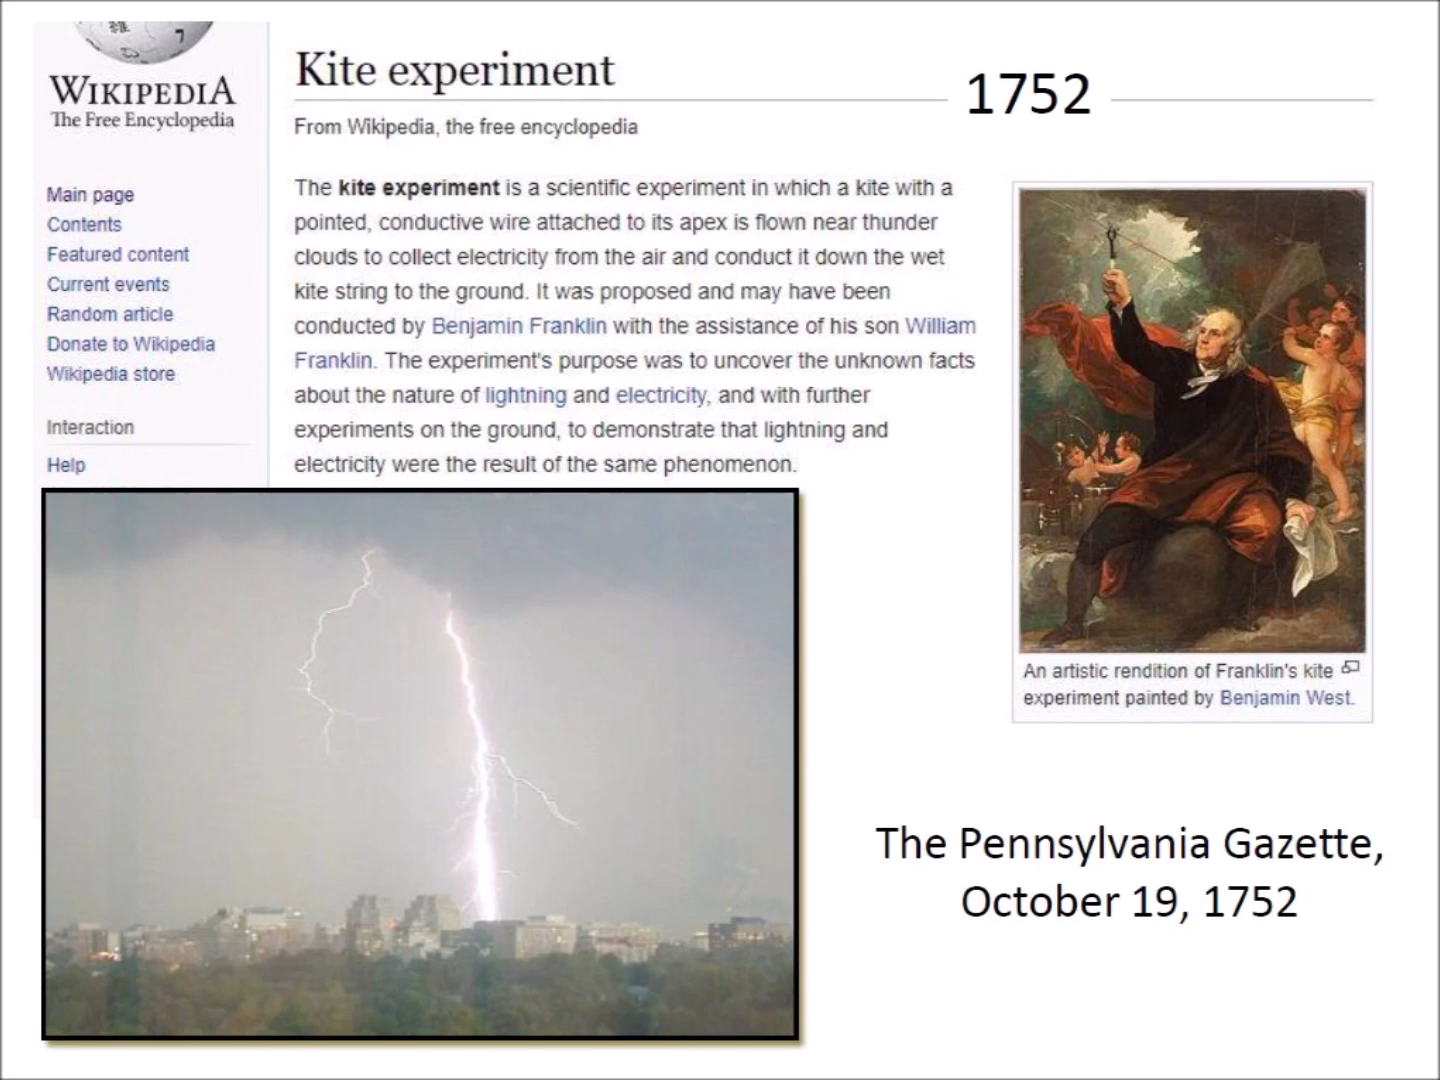 WIKIPEDIA
The Free Encyclopedia
Main page
Contents
Featured content
Current events
Random article
Donate to Wikipedia
Wikipedia store
Interaction
Help
Kite experiment
1752
From Wikipedia, the free encyclopedia
The kite experiment is a scientific experiment in which a kite with a
pointed, conductive wire attached to its apex is flown near thunder
clouds to collect electricity from the air and conduct it down the wet
kite string to the ground. It was proposed and may have been
conducted by Benjamin Franklin with the assistance of his son William
Franklin. The experiment's purpose was to uncover the unknown facts
about the nature of lightning and electricity, and with further
experiments on the ground, to demonstrate that lightning and
electricity were the result of the same phenomenon.
An artistic rendition of Franklin's kite
experiment painted by Benjamin West.
The Pennsylvania Gazette,
October 19, 1752